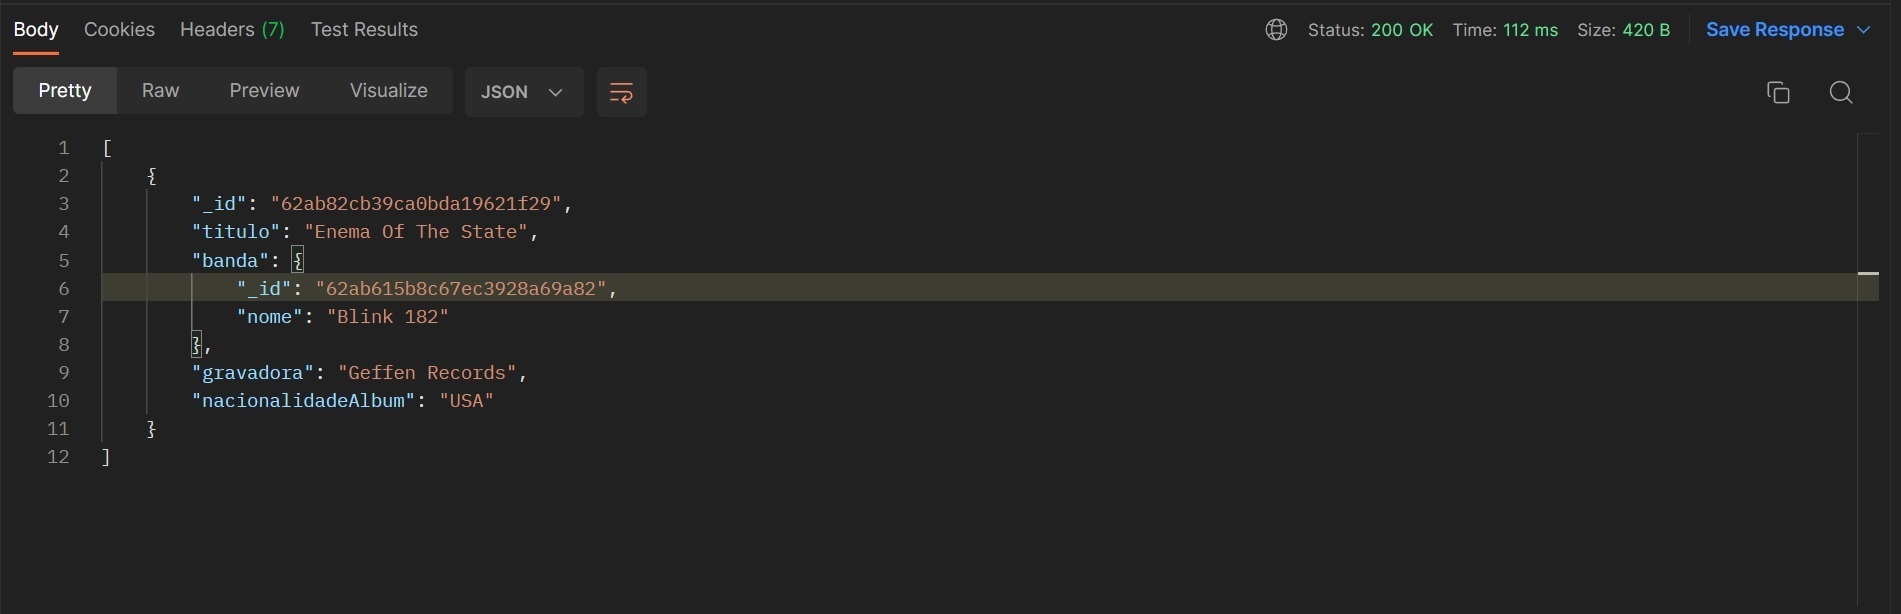 Body Cookies Headers (7) Test Results Status: 200 OK Time: 112 ms Size: 420 B Save Response
Pretty Raw Preview Visualize JSON
1 [
2 {
3 "_id": "62ab82cb39ca0bda19621f29",
4 "titulo": "Enema Of The State",
5 "banda": {
6 "_id": "62ab615b8c67ec3928a69a82",
7 "nome": "Blink 182"
8 },
9 "gravadora": "Geffen Records",
10 "nacionalidadeAlbum": "USA"
11 }
12 ]